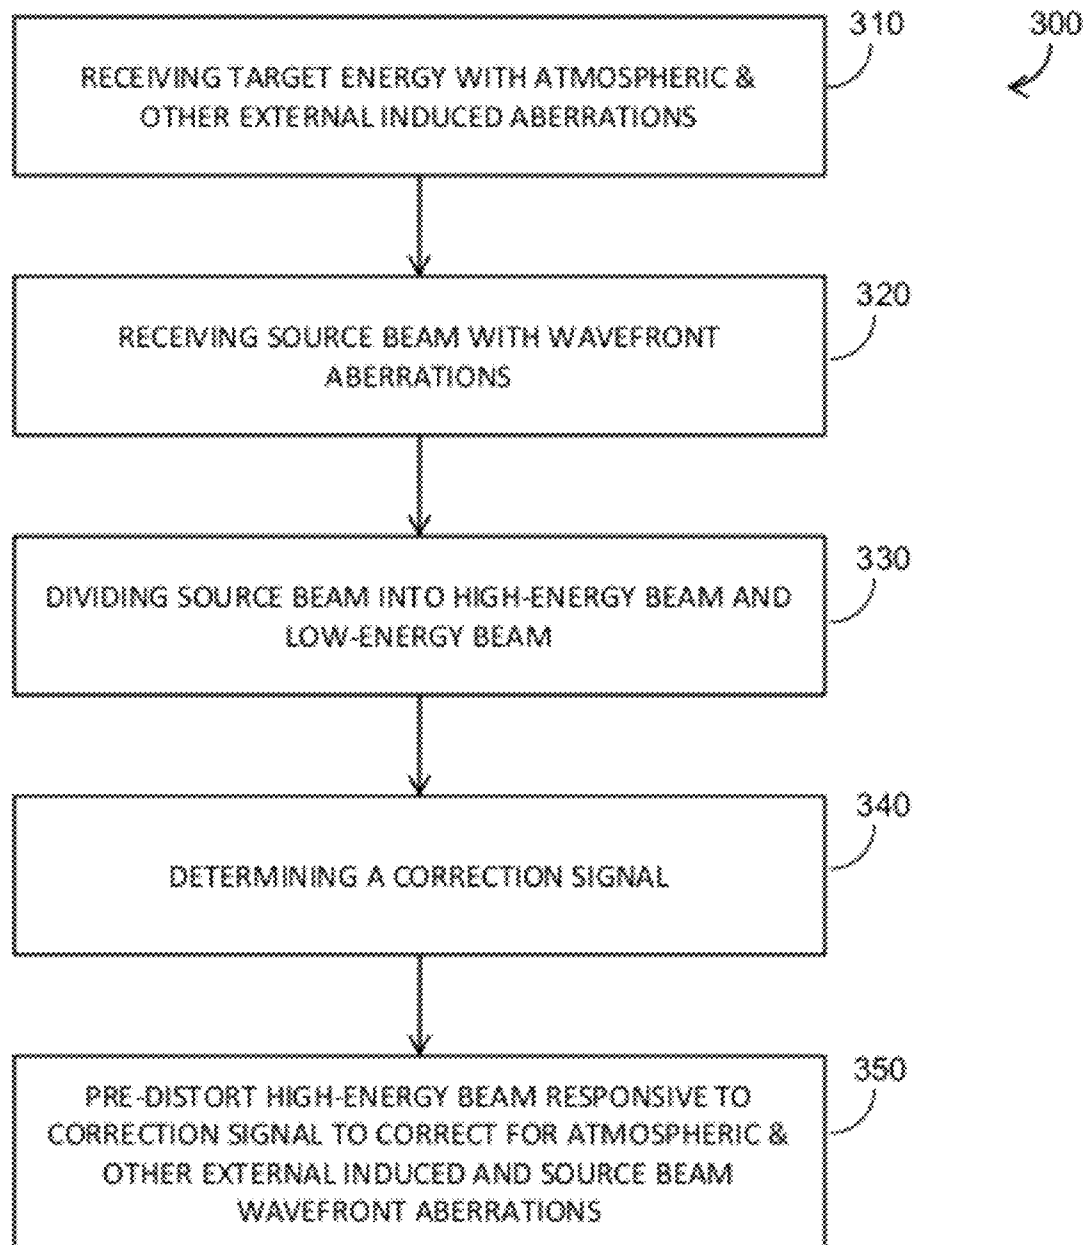 310
300
RECEIVING TARGET ENERGY WITH ATMOSPHERIC &
OTHER EXTERNAL INDUCED ABERRATIONS
320
RECEIVING SOURCE BEAM WITH WAVEFRONT
ABERRATIONS
330
DIVIDING SOURCE BEAM INTO HIGH-ENERGY BEAM AND
LOW-ENERGY BEAM
340
DETERMINING A CORRECTION SIGNAL
350
PRE-DISTORT HIGH-ENERGY BEAM RESPONSIVE TO
CORRECTION SIGNAL TO CORRECT FOR ATMOSPHERIC &
OTHER EXTERNAL INDUCED AND SOURCE BEAM
WAVEFRONT ABERRATIONS